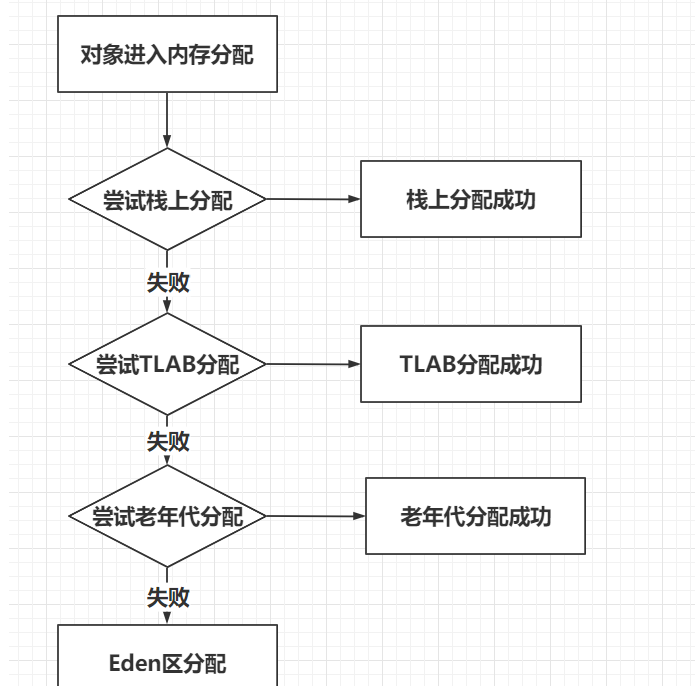 对象进入内存分配
尝试栈上分配
栈上分配成功
失败
尝试TLAB分配
TLAB分配成功
失败
尝试老年代分配
老年代分配成功
失败
Eden区分配